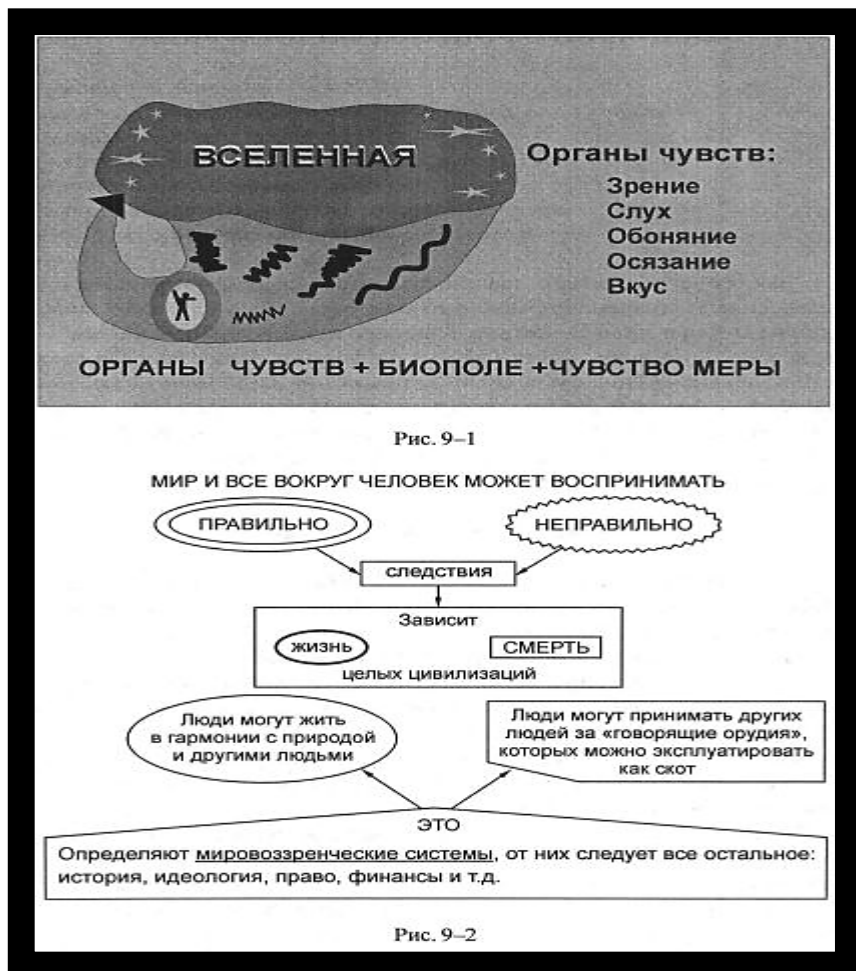 ВСЕЛЕННАЯ
Органы чувств:
Зрение
Слух
Обоняние
Осязание
Вкус
ОРГАНЫ ЧУВСТВ + БИОПОЛЕ +ЧУВСТВО МЕРЫ
Рис. 9–1
МИР И ВСЕ ВОКРУГ ЧЕЛОВЕК МОЖЕТ ВОСПРИНИМАТЬ
ПРАВИЛЬНО
НЕПРАВИЛЬНО
следствия
Зависит
жизнь
СМЕРТЬ
целых цивилизаций
Люди могут жить
в гармонии с природой
и другими людьми
Люди могут принимать других
людей за «говорящие орудия»,
которых можно эксплуатировать
как скот
ЭТО
Определяют мировоззренческие системы, от них следует все остальное:
история, идеология, право, финансы и т.д.
Рис. 9–2